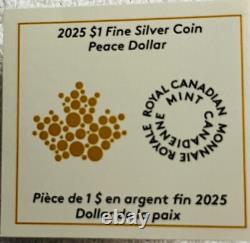 2025 $1 Fine Silver Coin
Peace Dollar
ROYAL CANADIAN MINT
MONNAIE ROYALE CANADIENNE
Pièce de 1 $ en argent fin 2025
Dollar de la paix